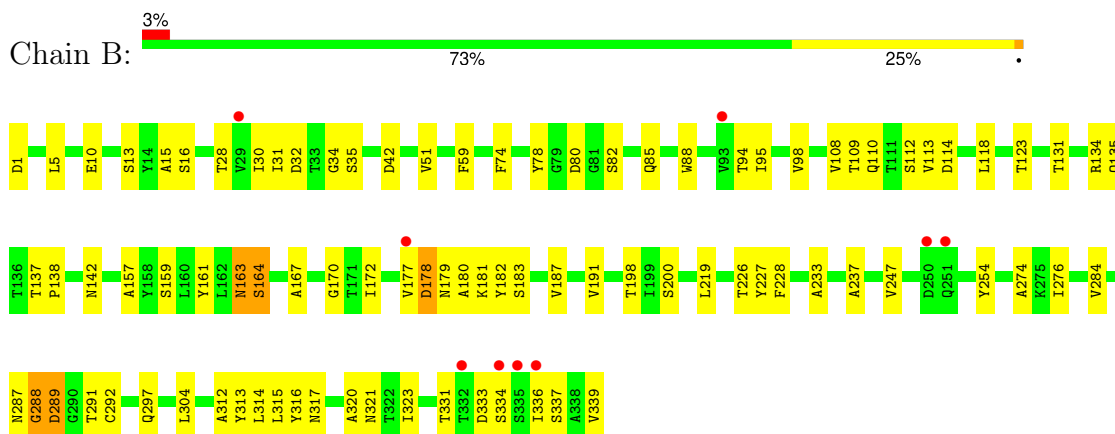 3%
Chain B:
73% 25% •
D1 L5 E10 S13 Y14 A15 S16 T28 V29 I30 I31 D32 T33 G34 S35 D42 V51 F59 F74 Y78 G79 D80 G81 S82 Q85 W88 V93 T94 I95 V98 V108 T109 Q110 T111 S112 V113 D114 L118 T123 T131 R134 Q135
T136 T137 P138 N142 A157 Y158 S159 L160 Y161 L162 N163 S164 A167 G170 T171 I172 V177 D178 N179 A180 K181 Y182 S183 V187 V191 T198 I199 S200 L219 T226 Y227 F228 A233 A237 V247 D250 Q251 Y254 A274 K275 I276 V284
N287 G288 D289 G290 T291 C292 Q297 L304 A312 Y313 L314 L315 Y316 N317 A320 N321 T322 I323 T331 T332 D333 S334 S335 I336 S337 A338 V339